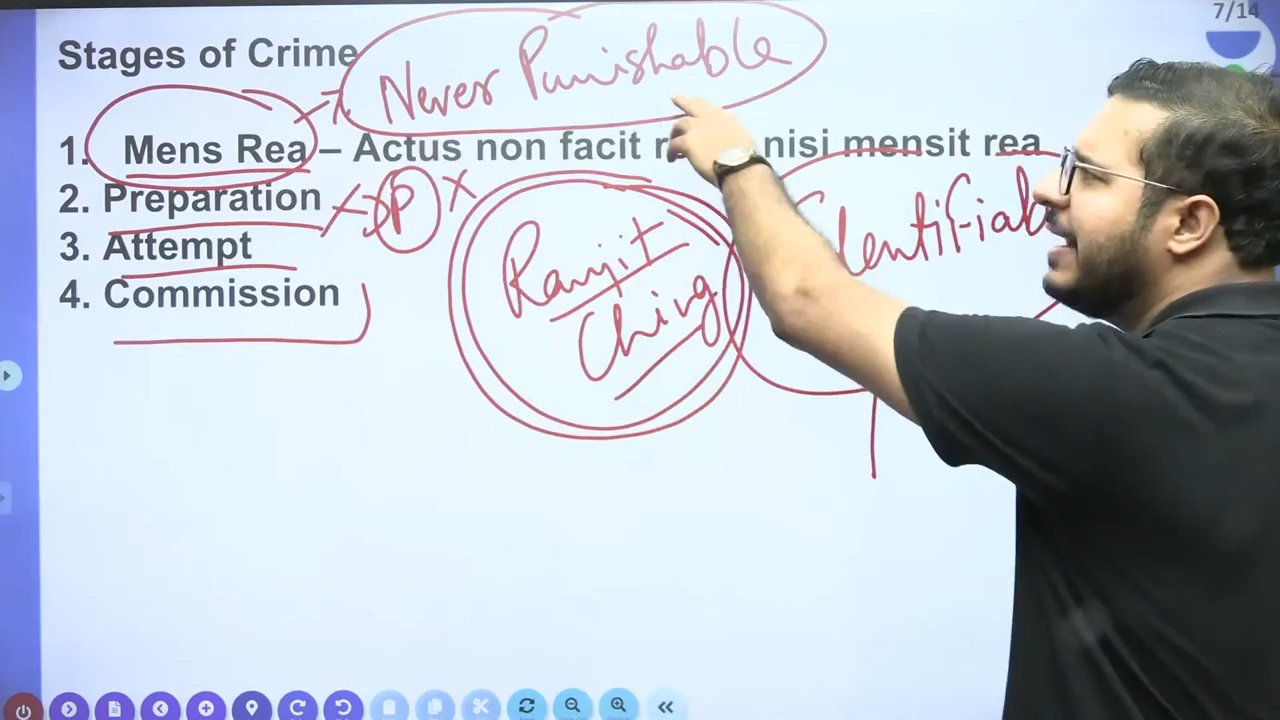 7/14
Stages of Crime
Never Punishable
1. Mens Rea – Actus non facit nisi mensit rea
2. Preparation P X
3. Attempt
4. Commission
Ranjit
Ching